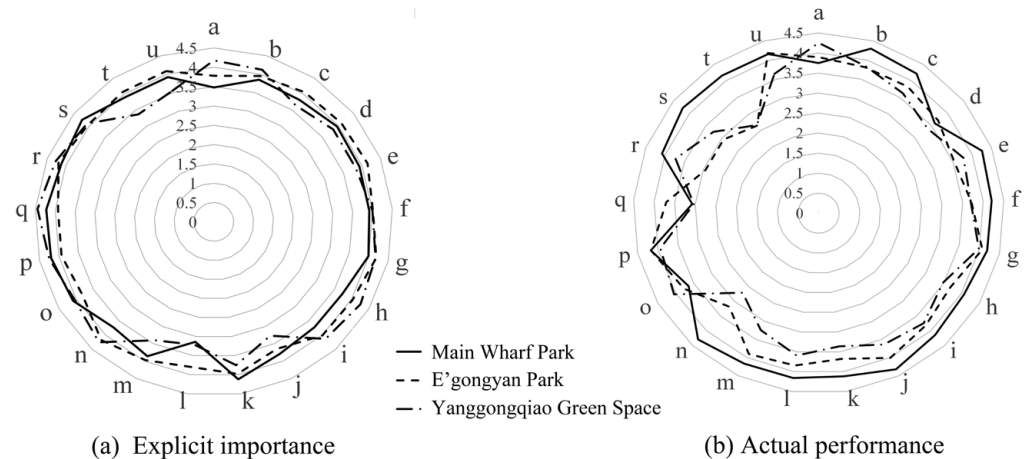 a
b
c
d
e
f
g
h
i
j
k
l
m
n
o
p
q
r
s
t
u
4.5
4
3.5
3
2.5
2
1.5
1
0.5
0
(a) Explicit importance
Main Wharf Park
E’gongyan Park
Yanggongqiao Green Space
a
b
c
d
e
f
g
h
i
j
k
l
m
n
o
p
q
r
s
t
u
4.5
4
3.5
3
2.5
2
1.5
1
0.5
0
(b) Actual performance